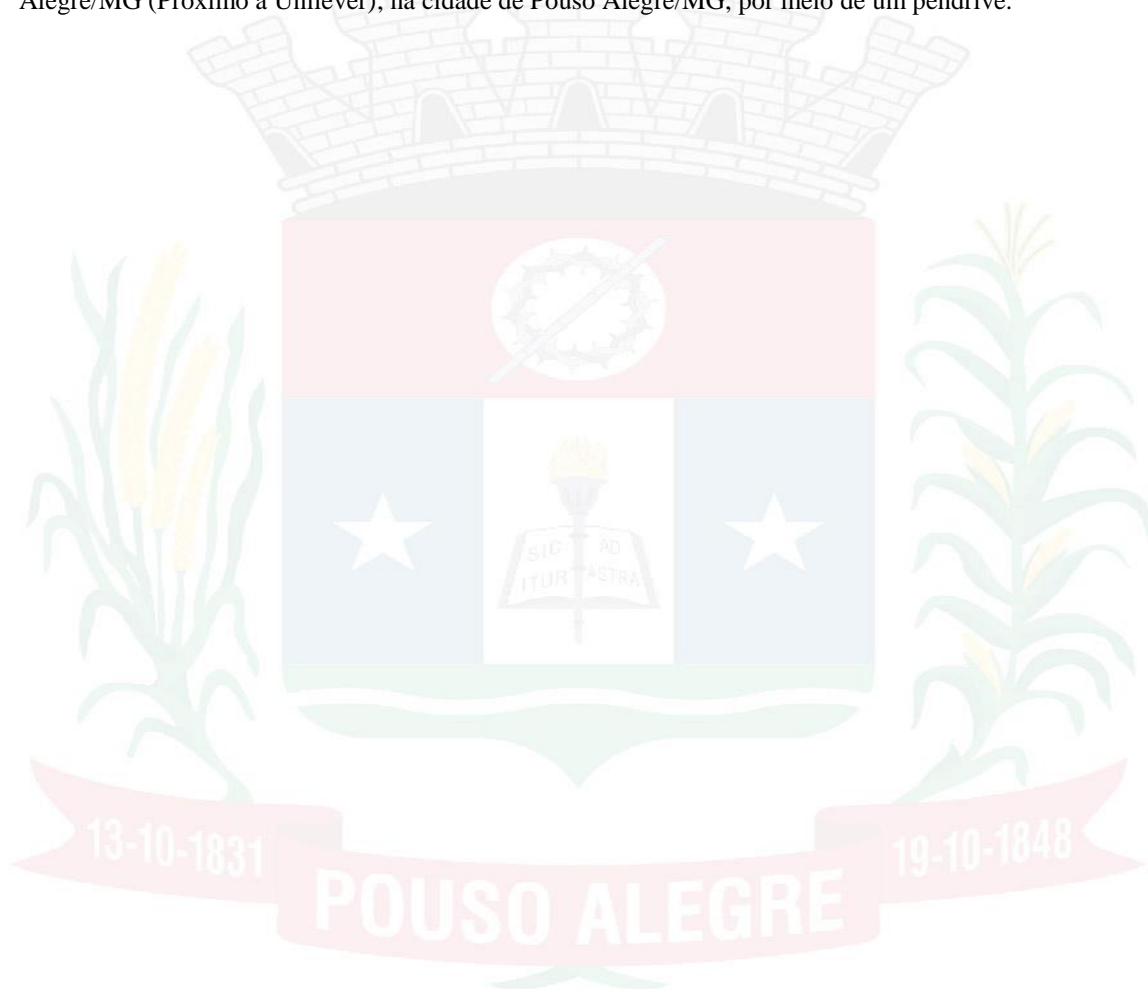 Alegre/MG (Próximo à Unilever), na cidade de Pouso Alegre/MG, por meio de um pendrive.
SIC AD
ITUR ASTRA
13-10-1831
19-10-1848
POUSO ALEGRE